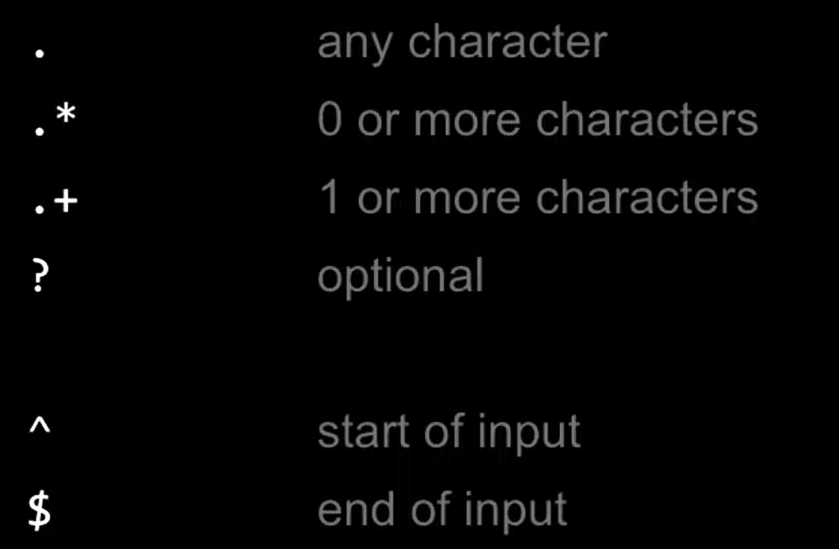 . any character
.* 0 or more characters
.+ 1 or more characters
? optional
^ start of input
$ end of input